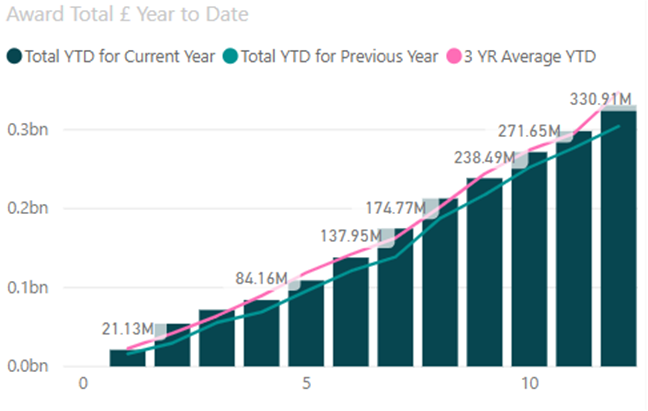 Award Total £ Year to Date
Total YTD for Current Year Total YTD for Previous Year 3 YR Average YTD
330.91M
0.3bn
271.65M
238.49M
0.2bn
174.77M
137.95M
0.1bn
84.16M
21.13M
0.0bn
0 5 10